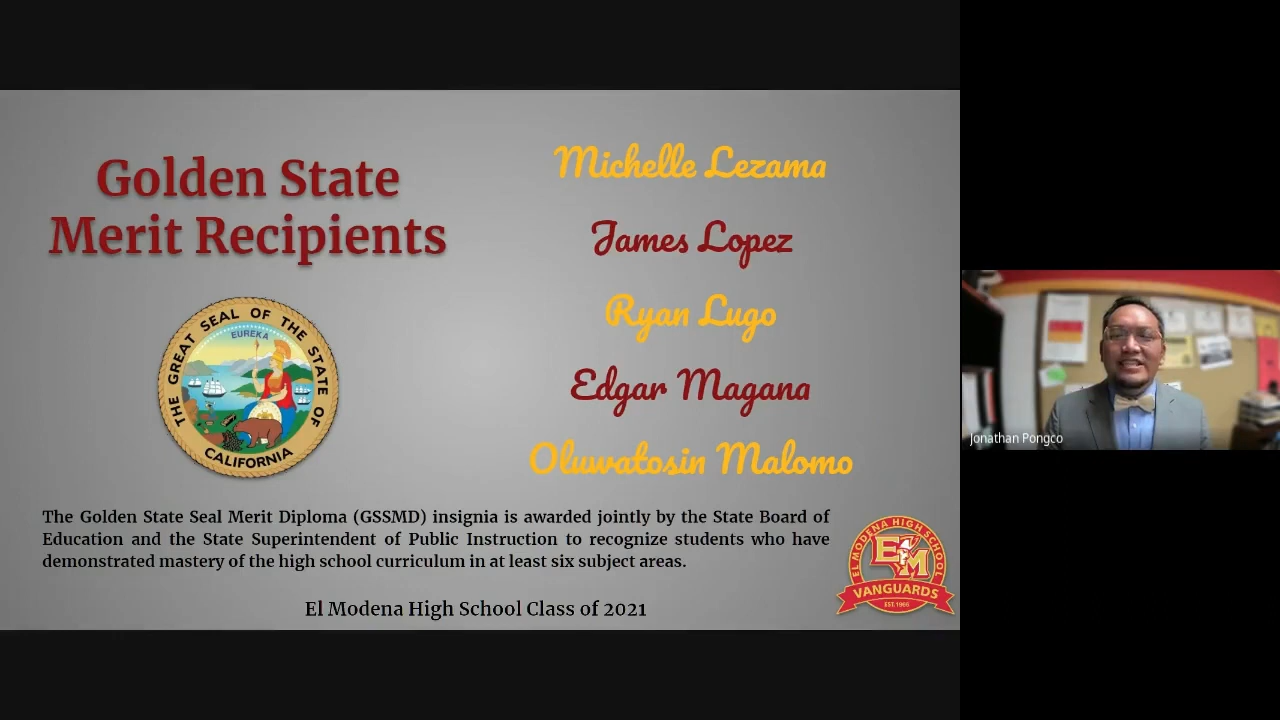 Golden State
Merit Recipients
THE GREAT SEAL OF THE STATE OF
CALIFORNIA
EUREKA
Michelle Lezama
James Lopez
Ryan Lugo
Edgar Magana
Oluwatosin Malomo
The Golden State Seal Merit Diploma (GSSMD) insignia is awarded jointly by the State Board of
Education and the State Superintendent of Public Instruction to recognize students who have
demonstrated mastery of the high school curriculum in at least six subject areas.
El Modena High School Class of 2021
EL MODENA HIGH SCHOOL
EM
VANGUARDS
EST. 1966
Jonathan Pongco